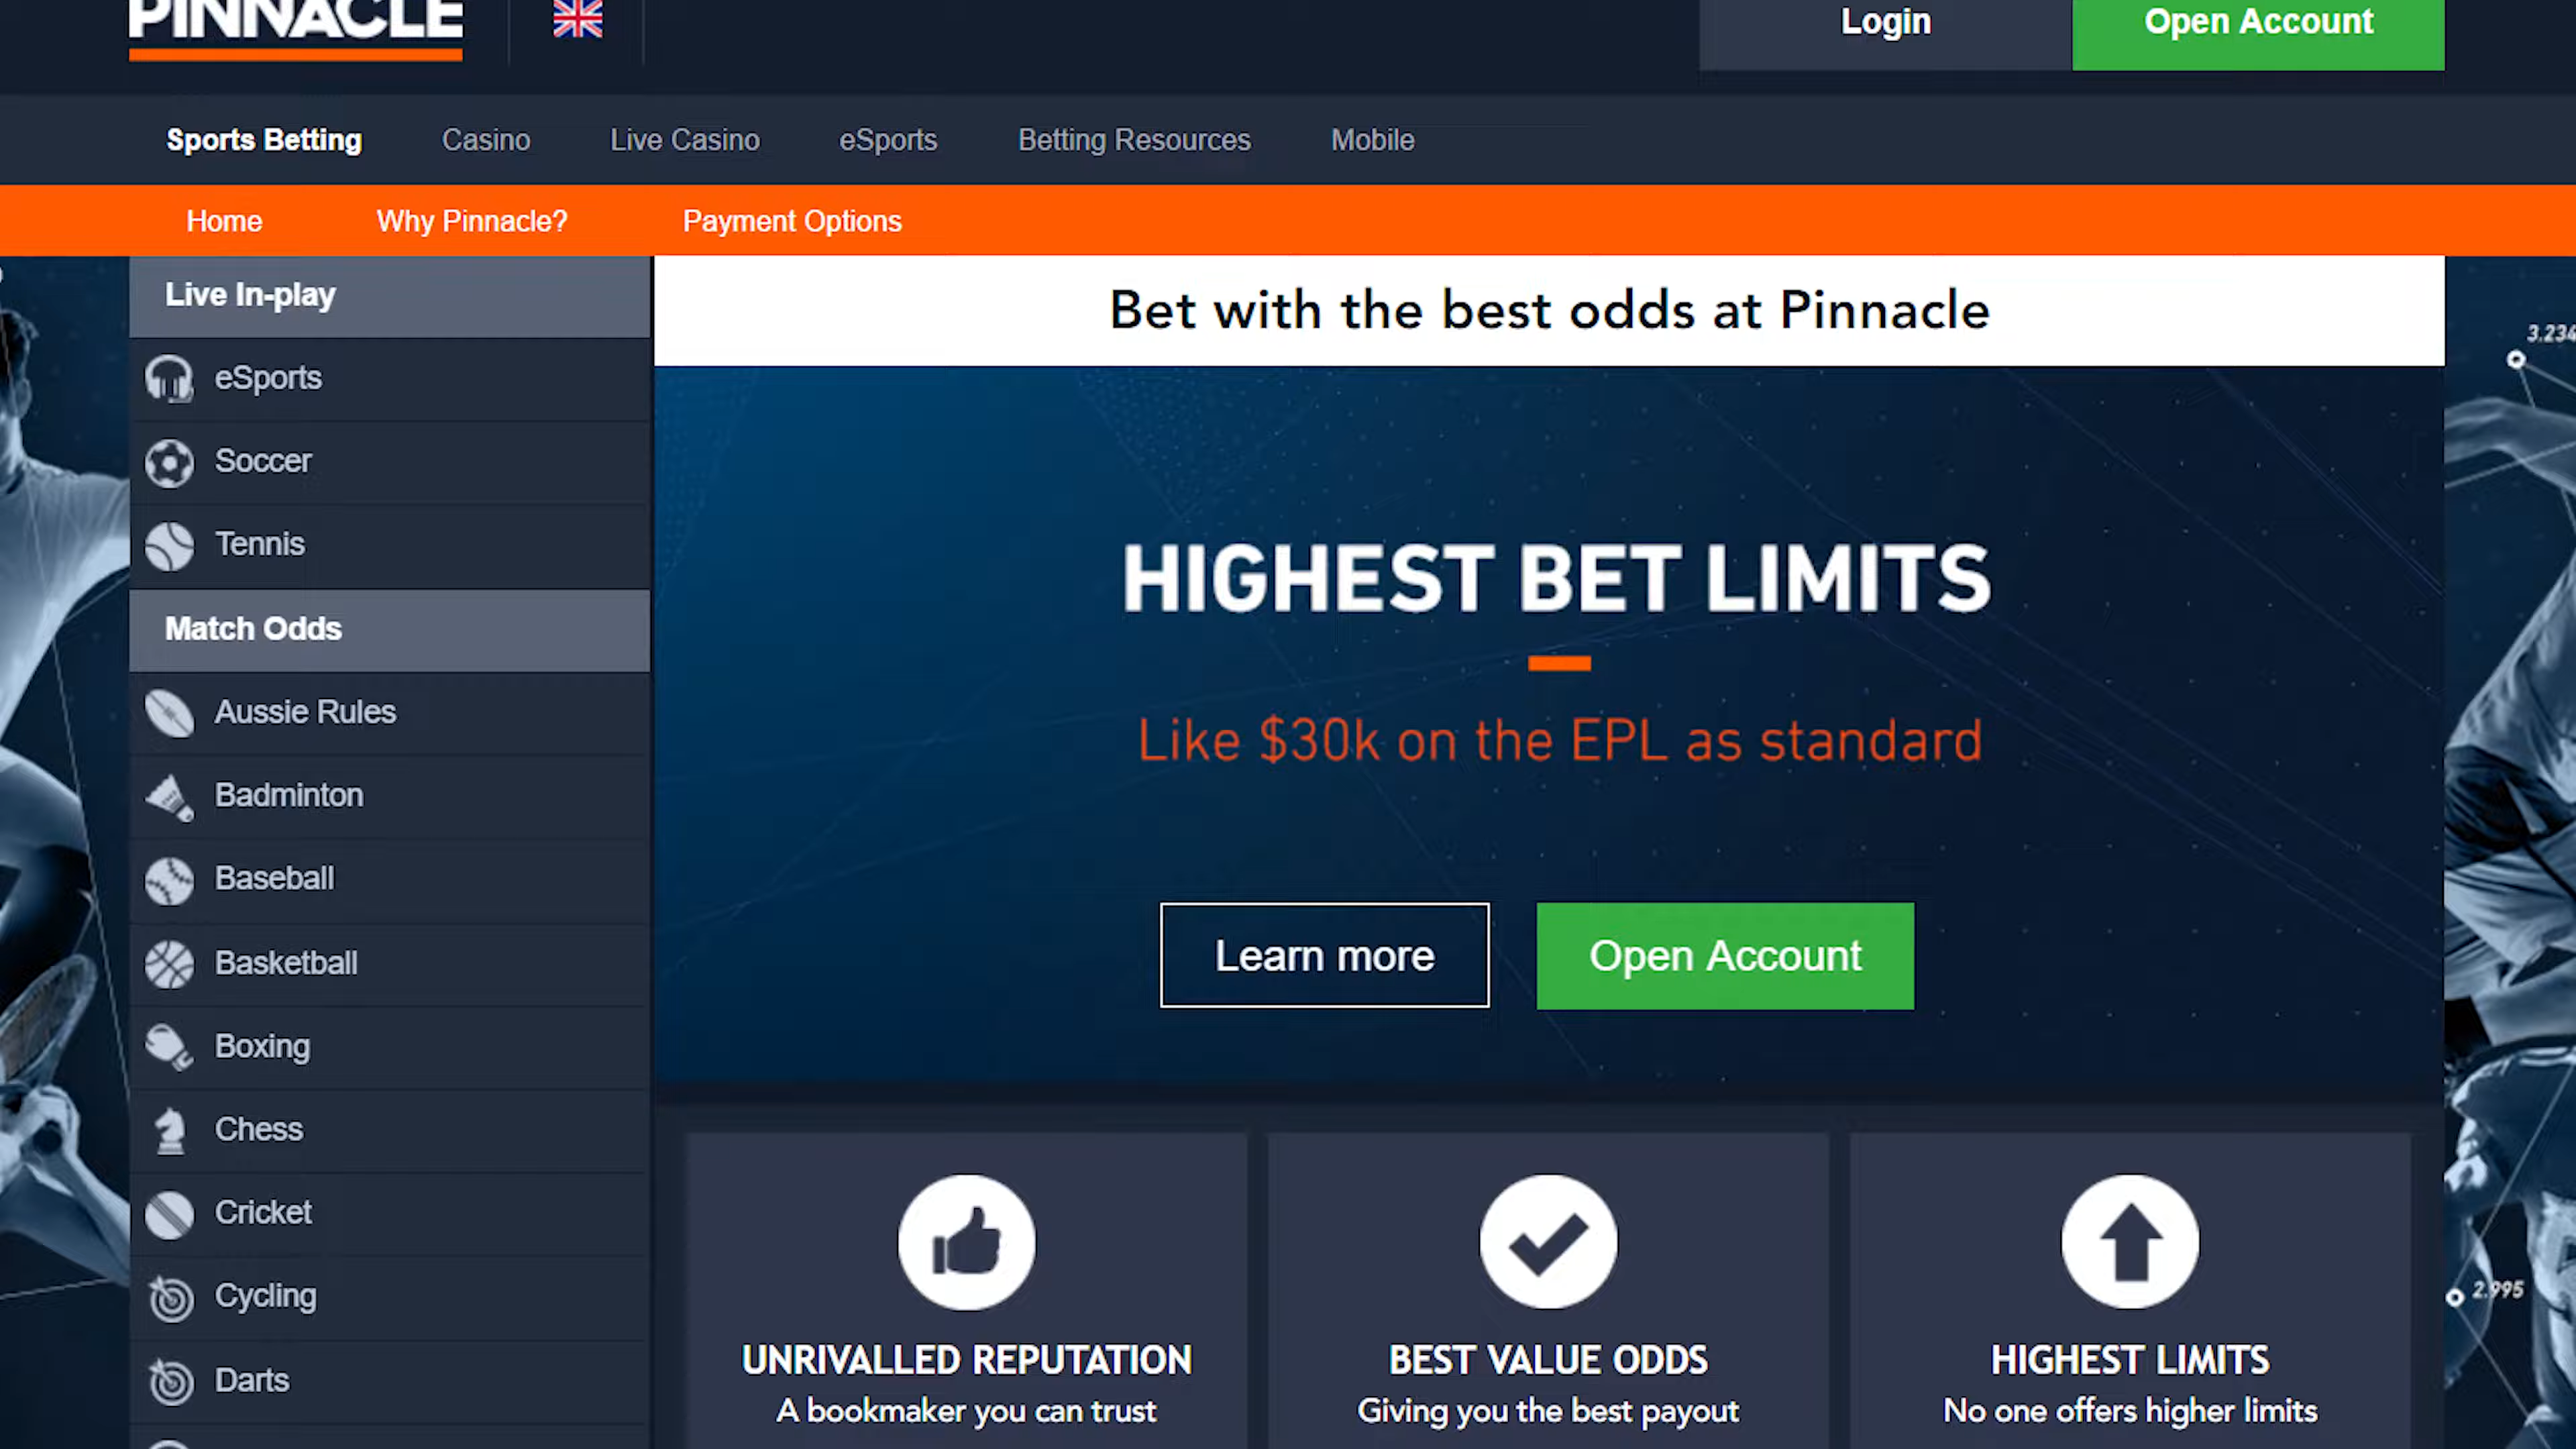 PINNACLE
Login
Open Account
Sports Betting
Casino
Live Casino
eSports
Betting Resources
Mobile
Home
Why Pinnacle?
Payment Options
Live In-play
eSports
Soccer
Tennis
Match Odds
Aussie Rules
Badminton
Baseball
Basketball
Boxing
Chess
Cricket
Cycling
Darts
Bet with the best odds at Pinnacle
HIGHEST BET LIMITS
Like $30k on the EPL as standard
Learn more
Open Account
UNRIVALLED REPUTATION
A bookmaker you can trust
BEST VALUE ODDS
Giving you the best payout
HIGHEST LIMITS
No one offers higher limits
3.234
2.995